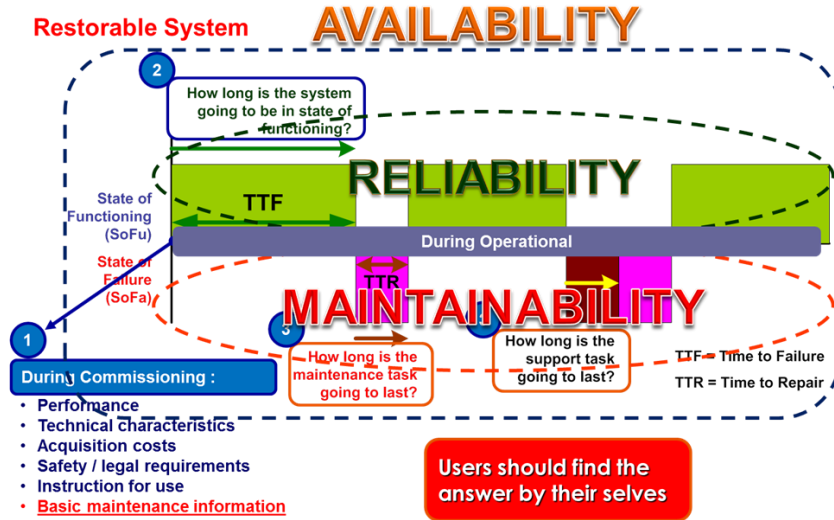 Restorable System
AVAILABILITY
2
How long is the system
going to be in state of
functioning?
RELIABILITY
TTF
State of
Functioning
(SoFu)
During Operational
State of
Failure
(SoFa)
TTR
MAINTAINABILITY
1
3
How long is the
maintenance task
going to last?
How long is the
support task
going to last?
TTF = Time to Failure
TTR = Time to Repair
During Commissioning :
• Performance
• Technical characteristics
• Acquisition costs
• Safety / legal requirements
• Instruction for use
• Basic maintenance information
Users should find the
answer by their selves